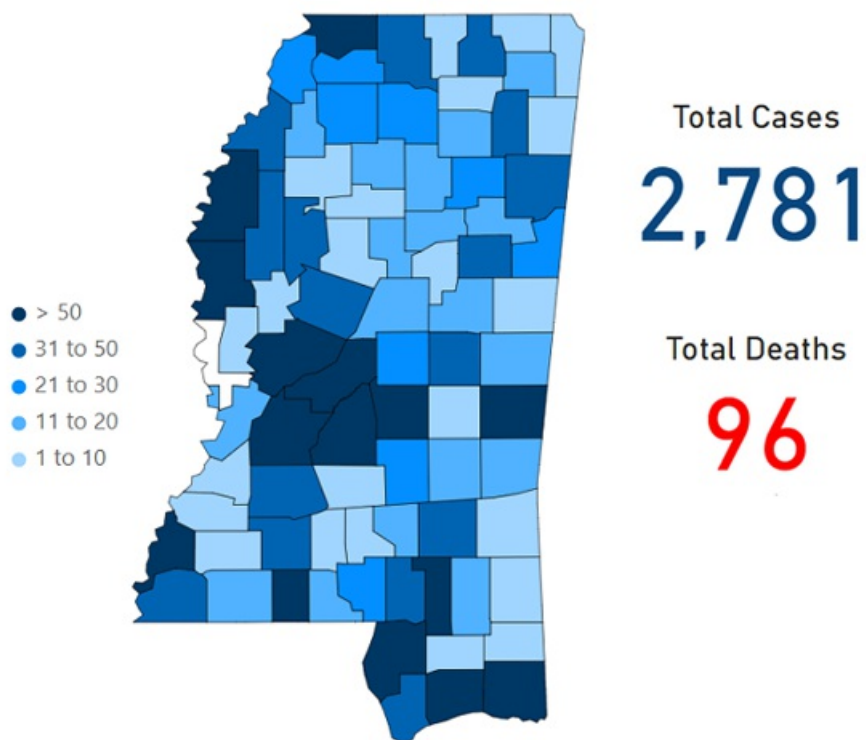 Total Cases
2,781
> 50
31 to 50
21 to 30
11 to 20
1 to 10
Total Deaths
96